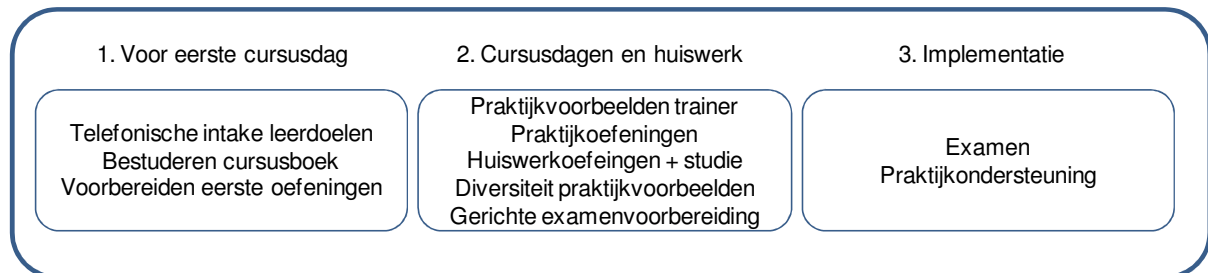 1. Voor eerste cursusdag
Telefonische intake leerdoelen
Bestuderen cursusboek
Voorbereiden eerste oefeningen
2. Cursusdagen en huiswerk
Praktijkvoorbeelden trainer
Praktijkoefeningen
Huiswerkoefeingen + studie
Diversiteit praktijkvoorbeelden
Gerichte examenvoorbereiding
3. Implementatie
Examen
Praktijkondersteuning